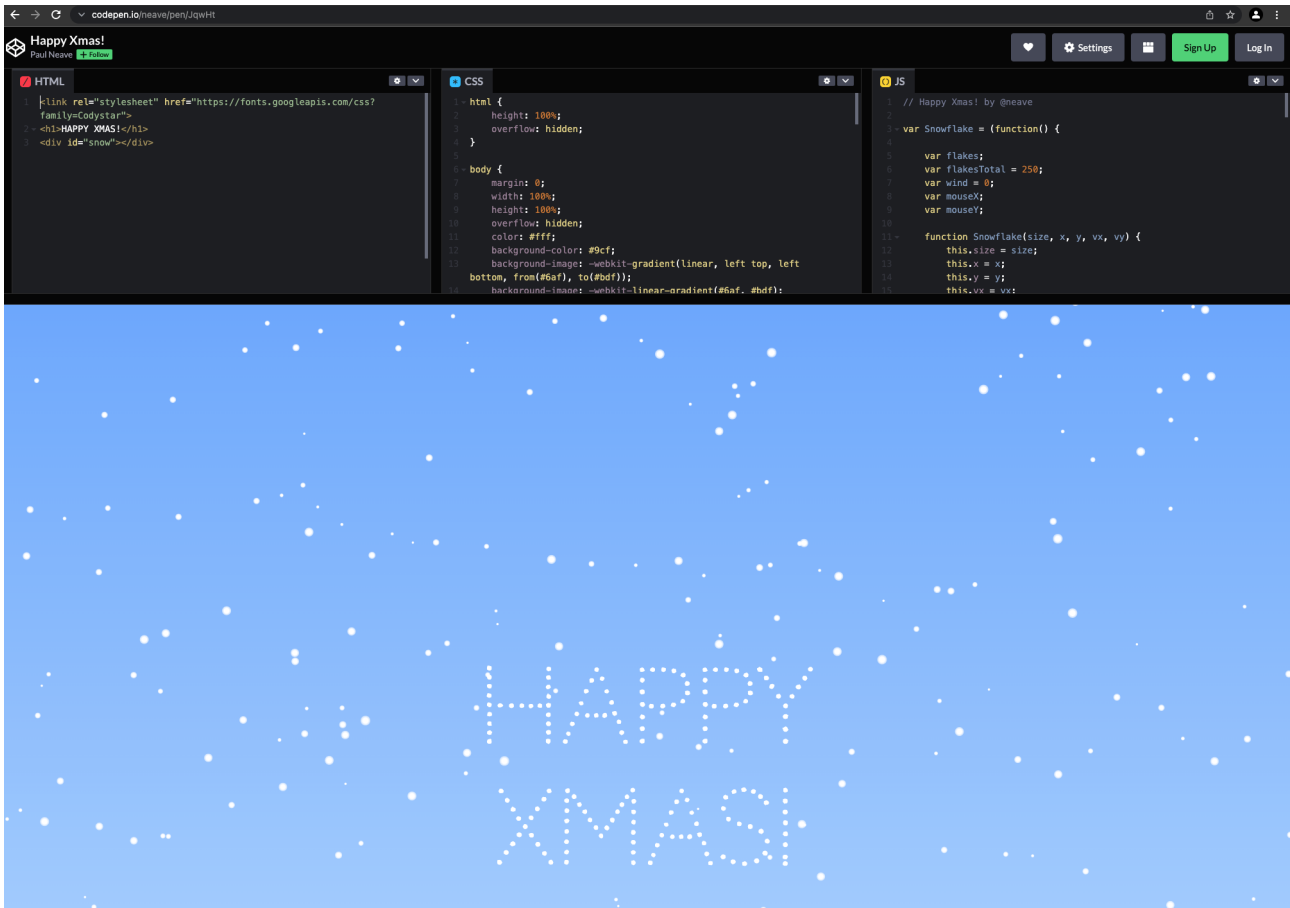 codepen.io/neave/pen/JqwHt
Happy Xmas!
Paul Neave + Follow
Settings
Sign Up
Log In
HTML
1 <link rel="stylesheet" href="https://fonts.googleapis.com/css?
family=Codystar">
2 <h1>HAPPY XMAS!</h1>
3 <div id="snow"></div>
CSS
1 html {
2 height: 100%;
3 overflow: hidden;
4 }
5
6 body {
7 margin: 0;
8 width: 100%;
9 height: 100%;
10 overflow: hidden;
11 color: #fff;
12 background-color: #9cf;
13 background-image: -webkit-gradient(linear, left top, left
bottom, from(#6af), to(#bdf));
14 background-image: -webkit-linear-gradient(#6af, #bdf);
JS
1 // Happy Xmas! by @neave
2
3 var Snowflake = (function() {
4
5 var flakes;
6 var flakesTotal = 250;
7 var wind = 0;
8 var mouseX;
9 var mouseY;
10
11 function Snowflake(size, x, y, vx, vy) {
12 this.size = size;
13 this.x = x;
14 this.y = y;
15 this.vx = vx;
HAPPY
XMAS!